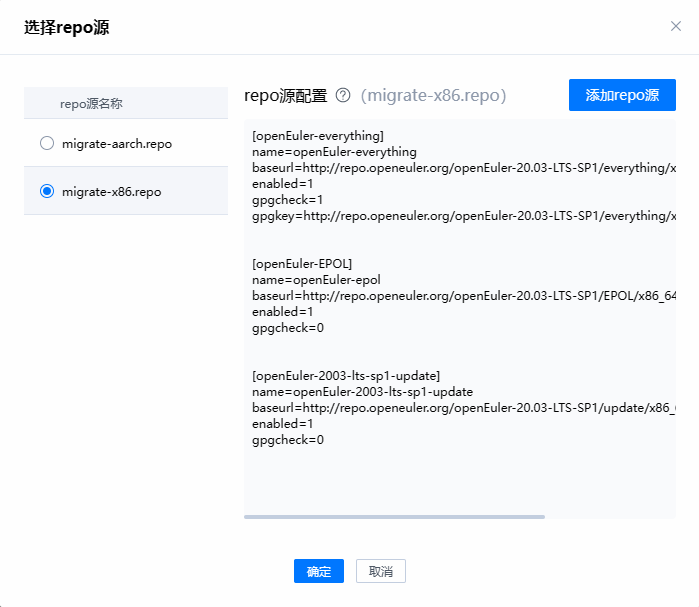 选择repo源
repo源名称
migrate-aarch.repo
migrate-x86.repo
repo源配置 (migrate-x86.repo)
添加repo源
[openEuler-everything]
name=openEuler-everything
baseurl=http://repo.openeuler.org/openEuler-20.03-LTS-SP1/everything/x
enabled=1
gpgcheck=1
gpgkey=http://repo.openeuler.org/openEuler-20.03-LTS-SP1/everything/x
[openEuler-EPOL]
name=openEuler-epol
baseurl=http://repo.openeuler.org/openEuler-20.03-LTS-SP1/EPOL/x86_64
enabled=1
gpgcheck=0
[openEuler-2003-lts-sp1-update]
name=openEuler-2003-lts-sp1-update
baseurl=http://repo.openeuler.org/openEuler-20.03-LTS-SP1/update/x86_
enabled=1
gpgcheck=0
确定
取消